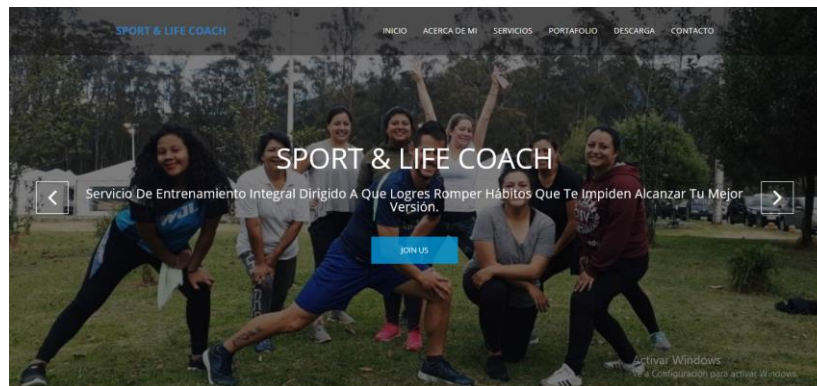 SPORT & LIFE COACH
INICIO ACERCA DE MI SERVICIOS PORTAFOLIO DESCARGA CONTACTO
SPORT & LIFE COACH
Servicio De Entrenamiento Integral Dirigido A Que Logres Romper Hábitos Que Te Impiden Alcanzar Tu Mejor
Versión.
JOIN US
Activar Windows
Ve a Configuración para activar Windows.